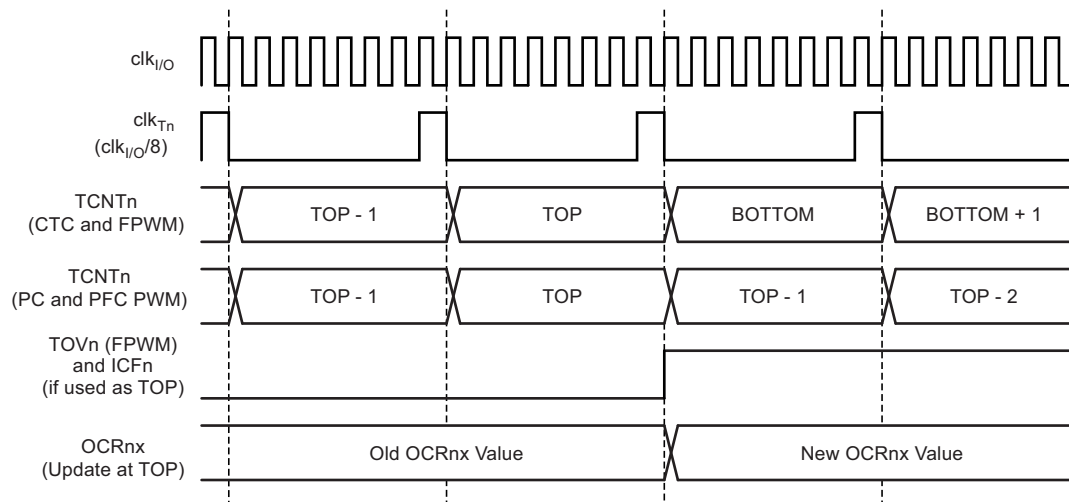 clkI/O
clkTn
(clkI/O/8)
TCNTn
(CTC and FPWM)
TOP - 1
TOP
BOTTOM
BOTTOM + 1
TCNTn
(PC and PFC PWM)
TOP - 1
TOP
TOP - 1
TOP - 2
TOVn (FPWM)
and ICFn
(if used as TOP)
OCRnx
(Update at TOP)
Old OCRnx Value
New OCRnx Value